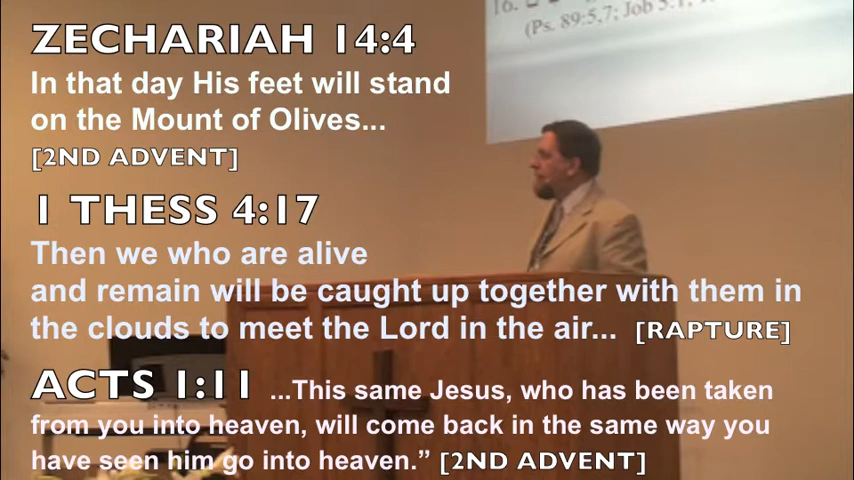 16.
(Ps. 89:5,7; Job 5:1,
ZECHARIAH 14:4
In that day His feet will stand
on the Mount of Olives...
[2ND ADVENT]
1 THESS 4:17
Then we who are alive
and remain will be caught up together with them in
the clouds to meet the Lord in the air... [RAPTURE]
ACTS 1:11 ...This same Jesus, who has been taken
from you into heaven, will come back in the same way you
have seen him go into heaven.” [2ND ADVENT]